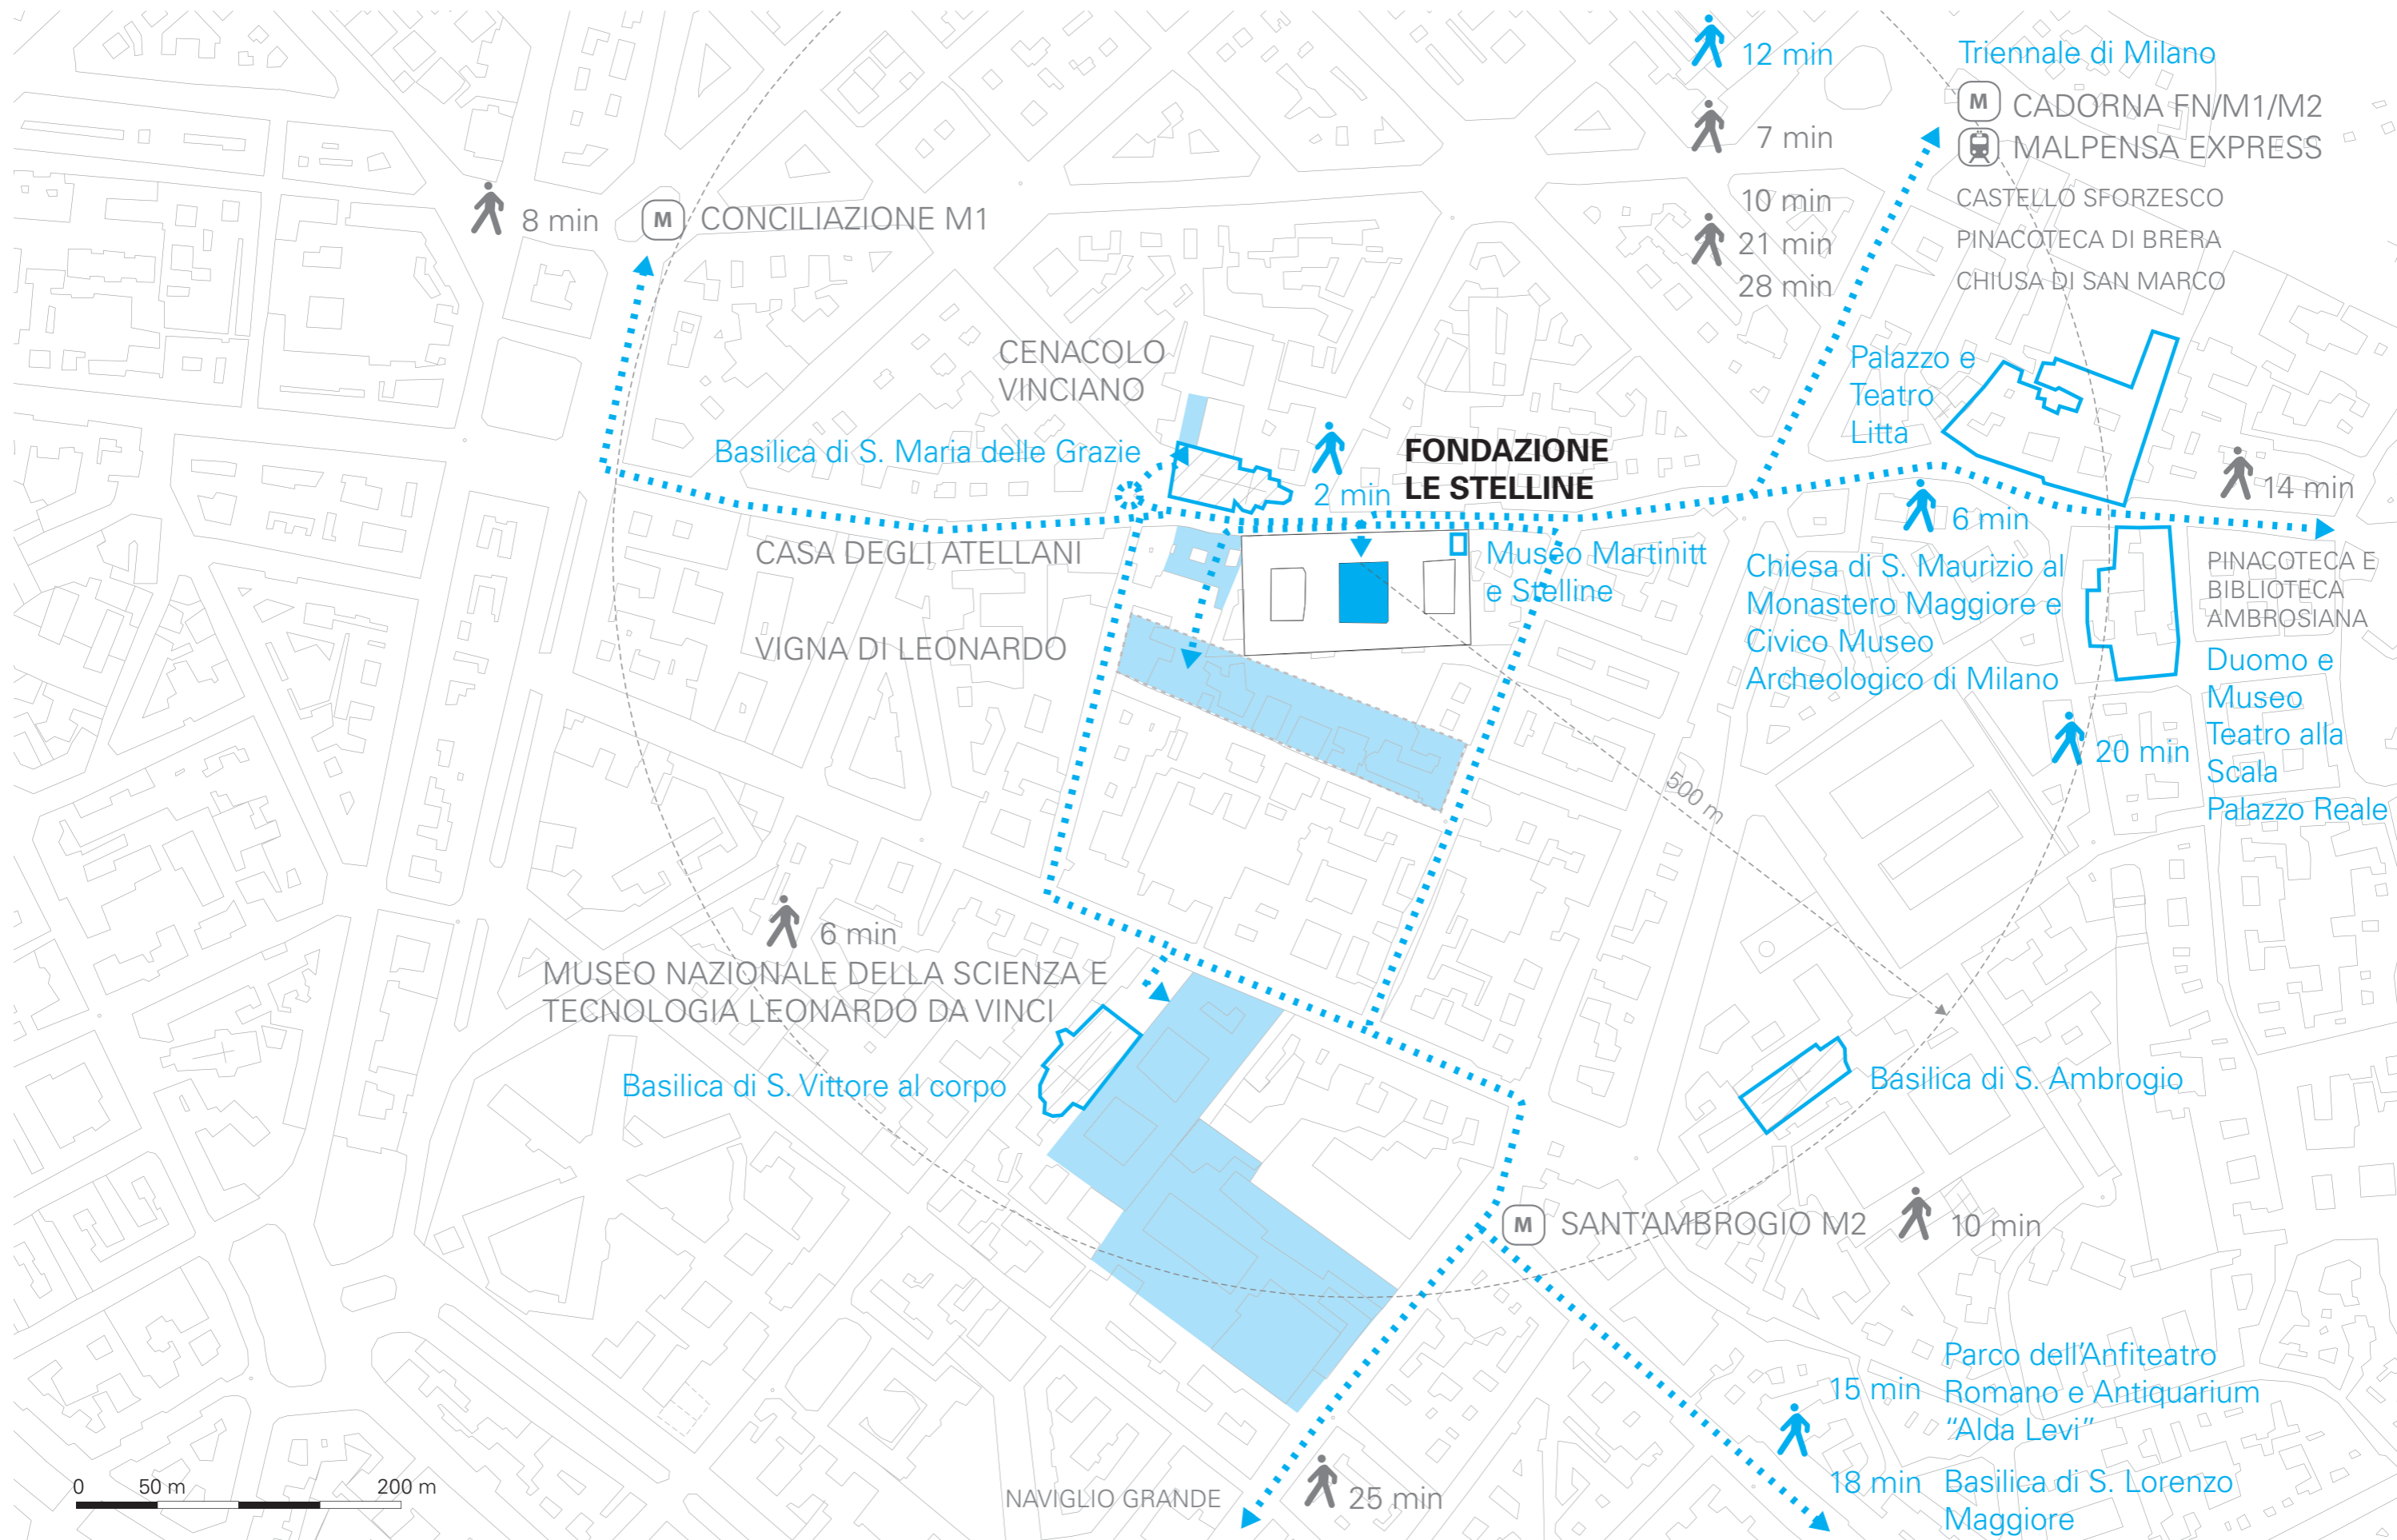 12 min
Triennale di Milano
M CADORNA FN/M1/M2
7 min
MALPENSA EXPRESS
10 min
CASTELLO SFORZESCO
21 min
PINACOTECA DI BRERA
28 min
CHIUSA DI SAN MARCO
8 min
M CONCILIAZIONE M1
CENACOLO
VINCIANO
Basilica di S. Maria delle Grazie
2 min
FONDAZIONE
LE STELLINE
Palazzo e
Teatro
Litta
14 min
6 min
CASA DEGLI ATELLANI
Museo Martinitt
e Stelline
Chiesa di S. Maurizio al
Monastero Maggiore e
Civico Museo
Archeologico di Milano
PINACOTECA E
BIBLIOTECA
AMBROSIANA
VIGNA DI LEONARDO
Duomo e
Museo
Teatro alla
Scala
Palazzo Reale
20 min
500 m
6 min
MUSEO NAZIONALE DELLA SCIENZA E
TECNOLOGIA LEONARDO DA VINCI
Basilica di S. Vittore al corpo
Basilica di S. Ambrogio
M SANT'AMBROGIO M2
10 min
15 min
Parco dell'Anfiteatro
Romano e Antiquarium
"Alda Levi"
18 min
Basilica di S. Lorenzo
Maggiore
NAVIGLIO GRANDE
25 min
0 50 m 200 m